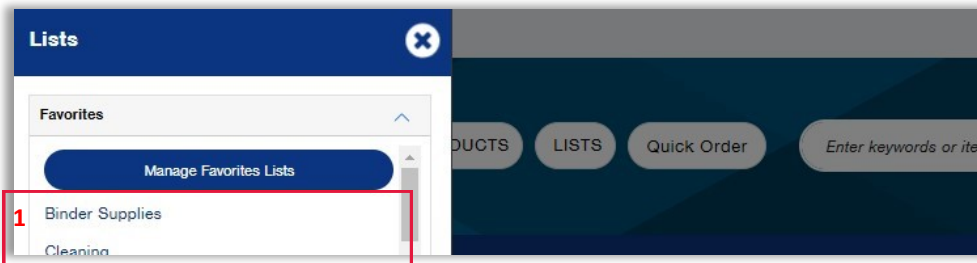 Lists
Favorites
Manage Favorites Lists
1
Binder Supplies
Cleaning
DUCTS
LISTS
Quick Order
Enter keywords or ite